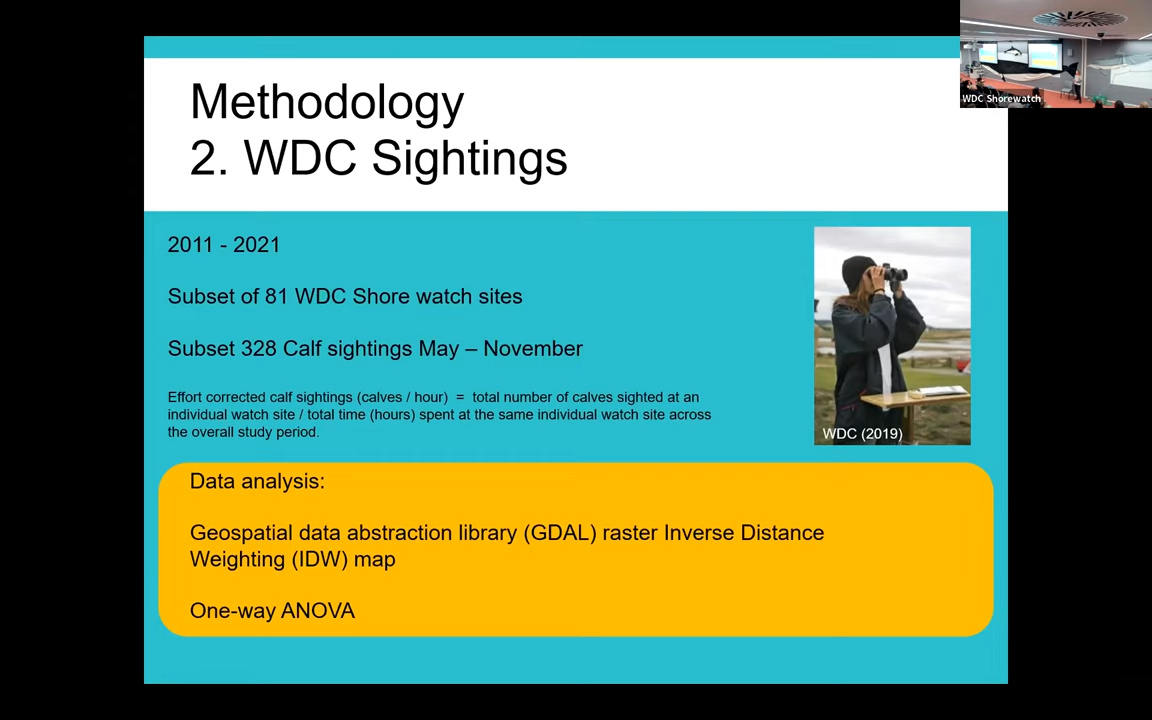 Methodology
2. WDC Sightings
WDC Shorewatch
2011 - 2021
Subset of 81 WDC Shore watch sites
Subset 328 Calf sightings May – November
Effort corrected calf sightings (calves / hour) = total number of calves sighted at an
individual watch site / total time (hours) spent at the same individual watch site across
the overall study period.
WDC (2019)
Data analysis:
Geospatial data abstraction library (GDAL) raster Inverse Distance
Weighting (IDW) map
One-way ANOVA